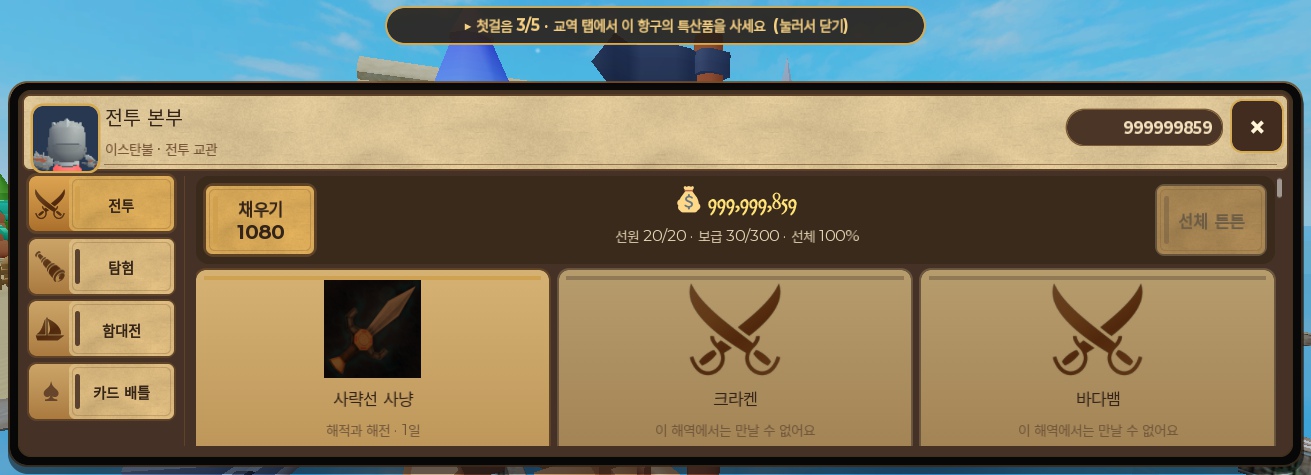 ▸ 첫걸음 3/5 · 교역 탭에서 이 항구의 특산품을 사세요 (눌러서 닫기)
전투 본부
이스탄불 · 전투 교관
999999859
×
전투
탐험
함대전
카드 배틀
채우기
1080
999,999,859
선원 20/20 · 보급 30/300 · 선체 100%
선체 튼튼
사략선 사냥
해적과 해전 · 1일
크라켄
이 해역에서는 만날 수 없어요
바다뱀
이 해역에서는 만날 수 없어요